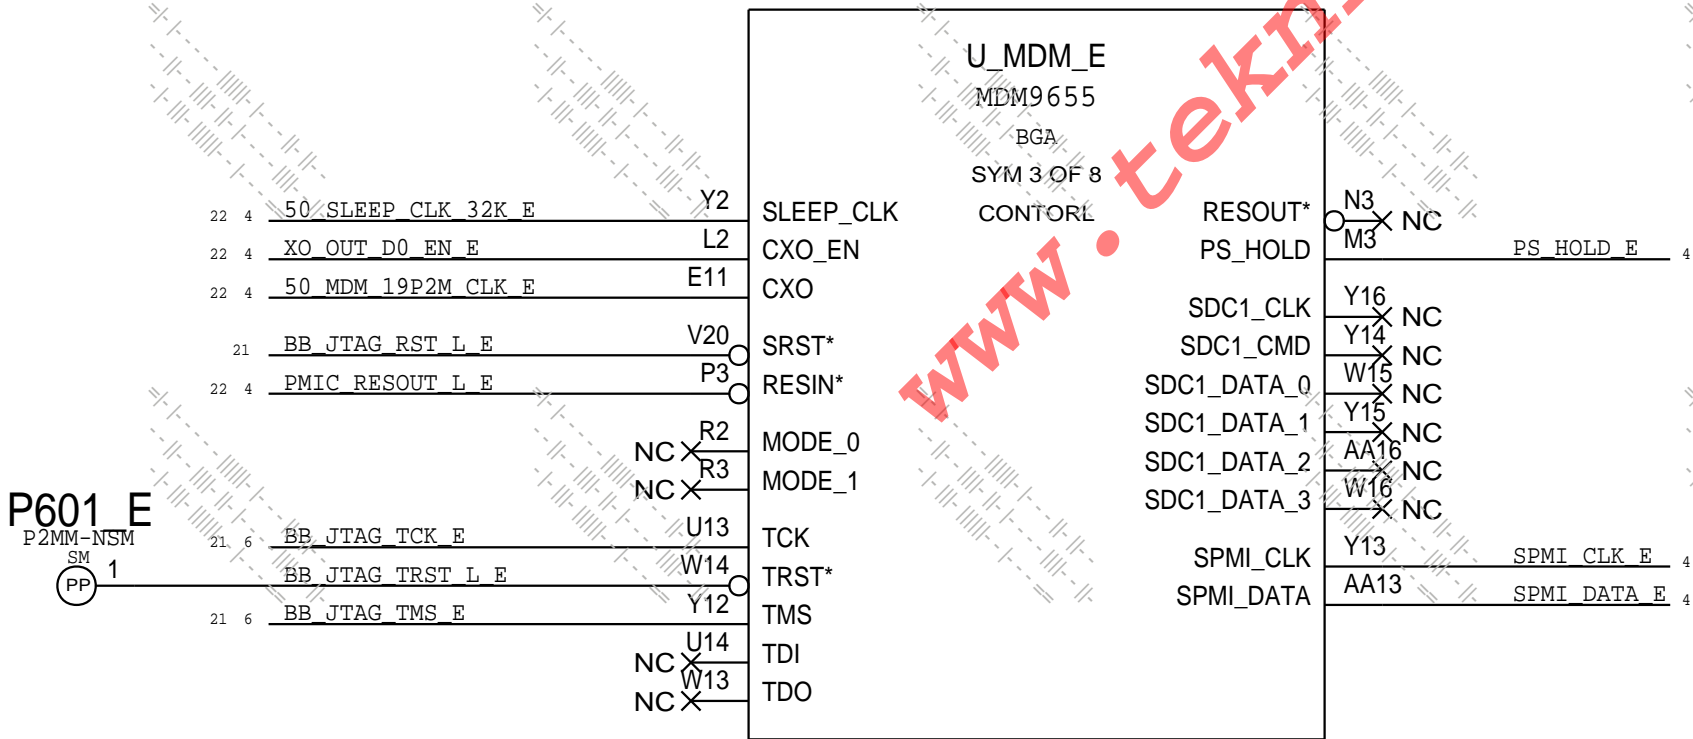 U_MDM_E
MDM9655
BGA
SYM 3 OF 8
CONTORL
www.tekn
22 4 50_SLEEP_CLK_32K_E Y2 SLEEP_CLK
22 4 XO_OUT_D0_EN_E L2 CXO_EN
22 4 50_MDM_19P2M_CLK_E E11 CXO
21 BB_JTAG_RST_L_E V20 SRST*
22 4 PMIC_RESOUT_L_E P3 RESIN*
NC R2 MODE_0
NC R3 MODE_1
P601_E
P2MM-NSM
SM
PP 1
21 6 BB_JTAG_TCK_E U13 TCK
BB_JTAG_TRST_L_E W14 TRST*
21 6 BB_JTAG_TMS_E Y12 TMS
NC U14 TDI
NC W13 TDO
RESOUT* N3 NC
PS_HOLD M3 PS_HOLD_E 4
SDC1_CLK Y16 NC
SDC1_CMD Y14 NC
SDC1_DATA_0 W15 NC
SDC1_DATA_1 Y15 NC
SDC1_DATA_2 AA16 NC
SDC1_DATA_3 W16 NC
SPMI_CLK Y13 SPMI_CLK_E 4
SPMI_DATA AA13 SPMI_DATA_E 4